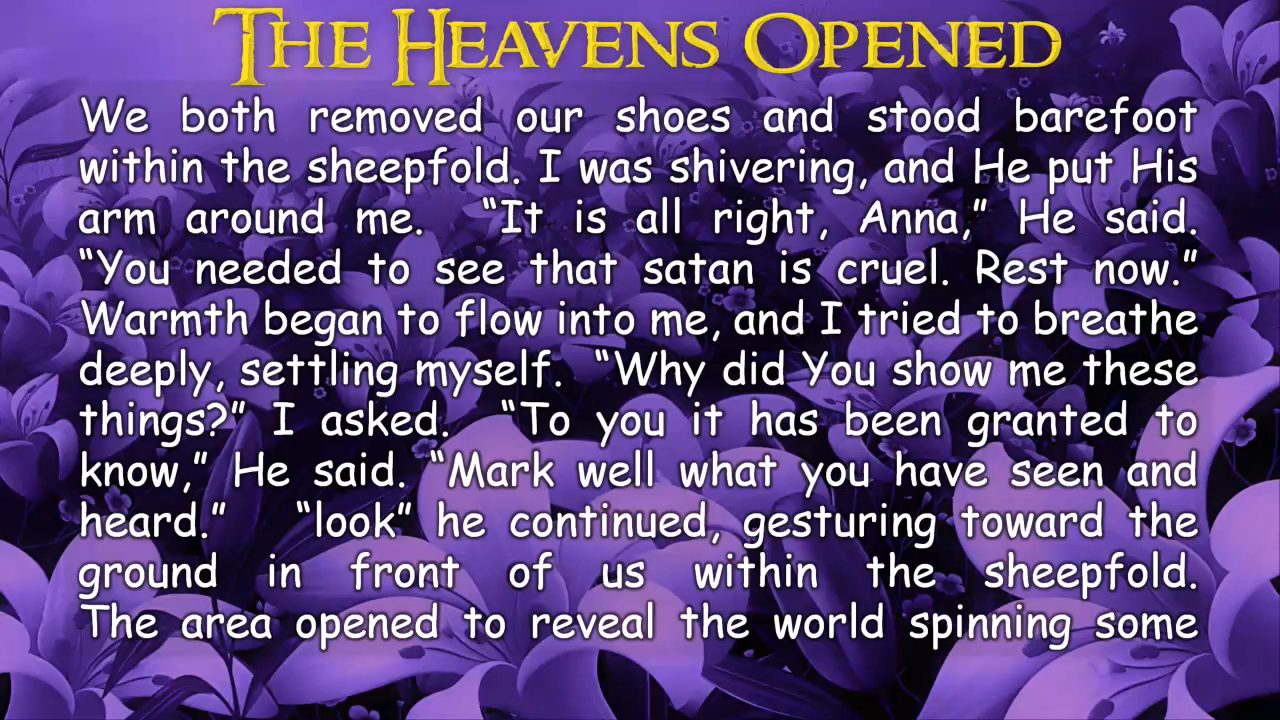 THE HEAVENS OPENED
We both removed our shoes and stood barefoot
within the sheepfold. I was shivering, and He put His
arm around me. “It is all right, Anna,” He said.
“You needed to see that satan is cruel. Rest now.”
Warmth began to flow into me, and I tried to breathe
deeply, settling myself. “Why did You show me these
things?” I asked. “To you it has been granted to
know,” He said. “Mark well what you have seen and
heard.” “look” he continued, gesturing toward the
ground in front of us within the sheepfold.
The area opened to reveal the world spinning some